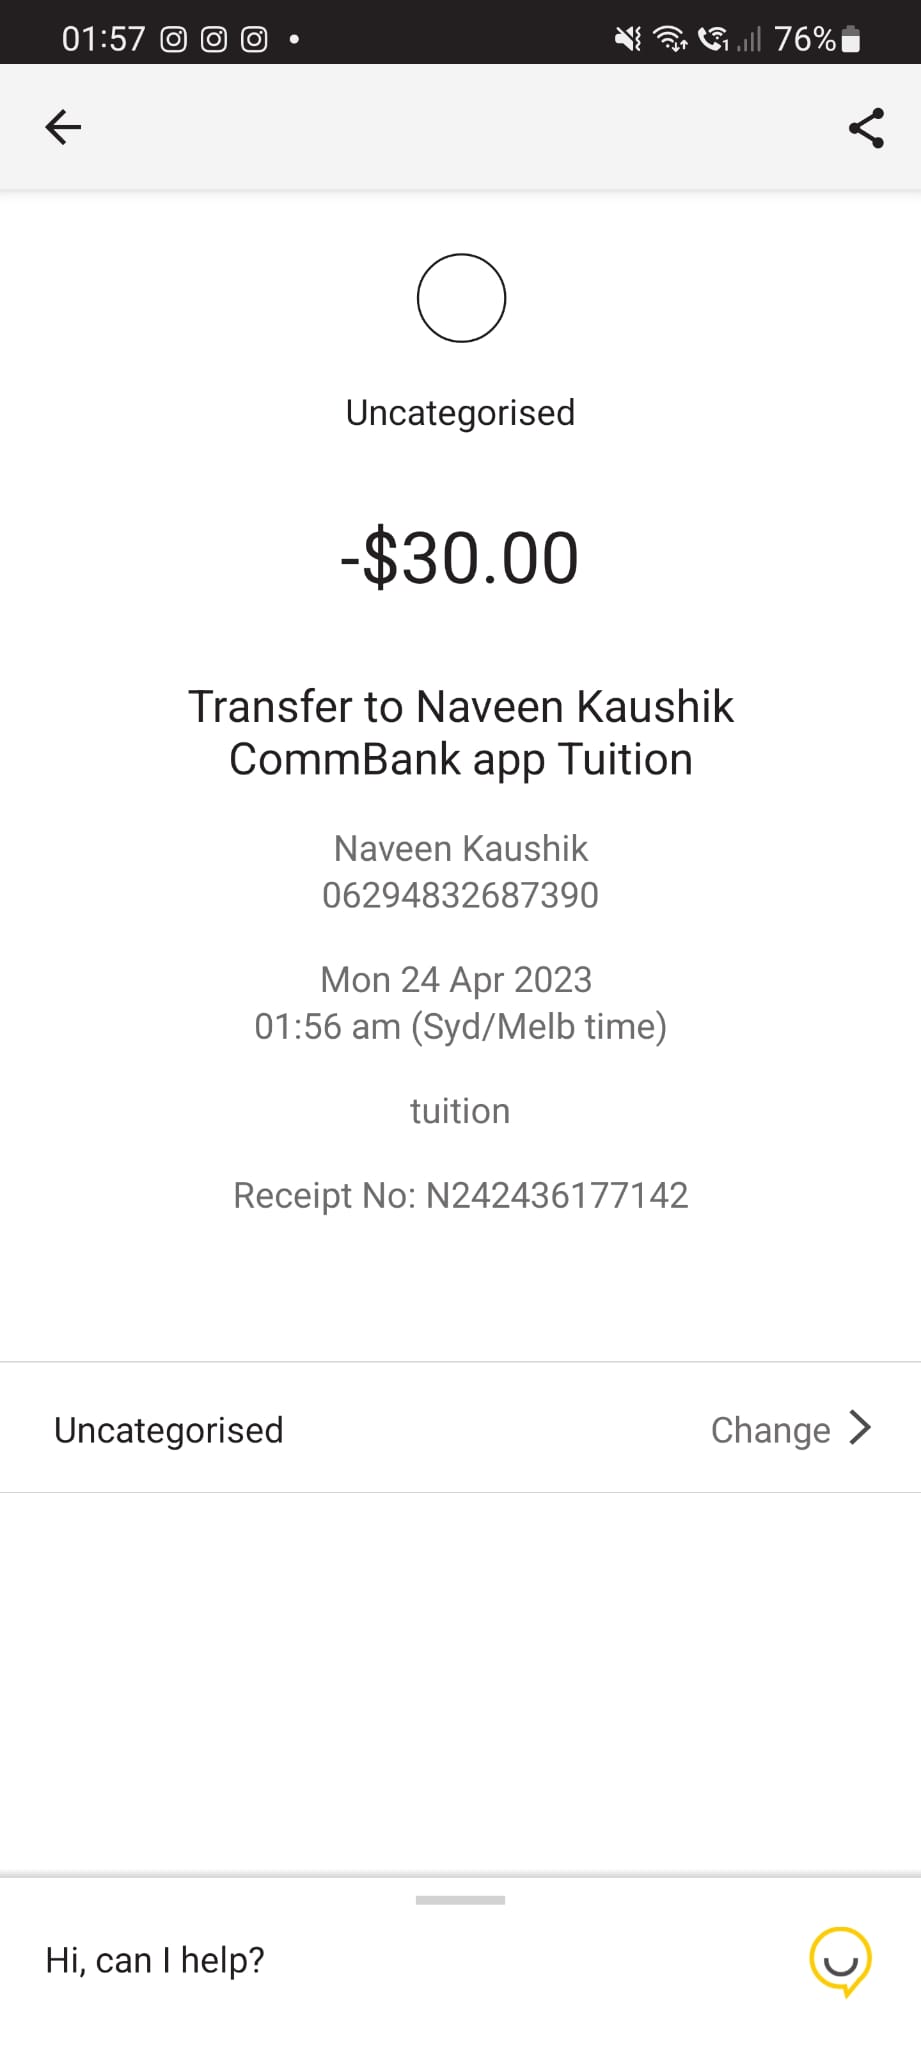 01:57
76%
Uncategorised
-$30.00
Transfer to Naveen Kaushik
CommBank app Tuition
Naveen Kaushik
06294832687390
Mon 24 Apr 2023
01:56 am (Syd/Melb time)
tuition
Receipt No: N242436177142
Uncategorised
Change
Hi, can I help?